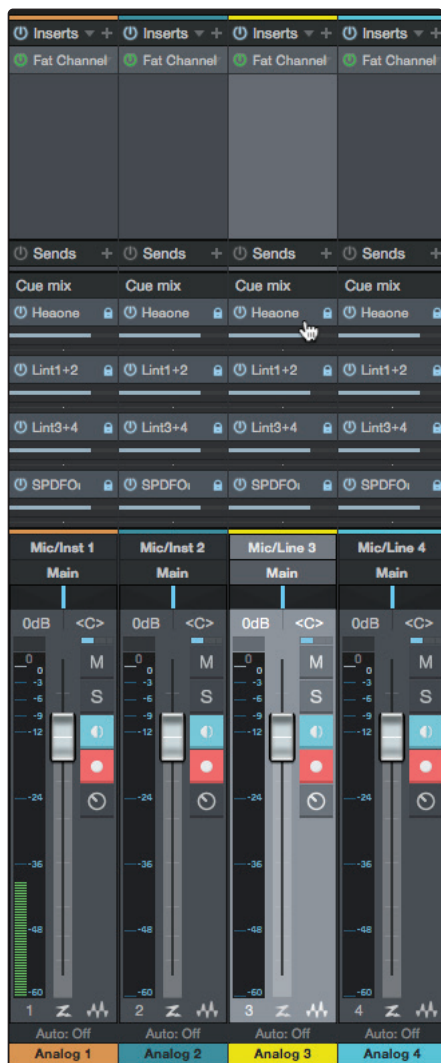 Inserts Inserts Inserts Inserts
Fat Channel Fat Channel Fat Channel Fat Channel
Sends Sends Sends Sends
Cue mix Cue mix Cue mix Cue mix
Heaone Heaone Heaone Heaone
Lint1+2 Lint1+2 Lint1+2 Lint1+2
Lint3+4 Lint3+4 Lint3+4 Lint3+4
Mic/Inst 1 Mic/Inst 2 Mic/Line 3 Mic/Line 4
Main Main Main Main
0dB <C> 0dB <C> 0dB <C> 0dB <C>
0 0 M 0 0 M 0 0 M 0 0 M
-3 -3 -3 -3
-6 S -6 S -6 S -6 S
-9 -9 -9 -9
-12 -12 -12 -12
-24 -24 -24 -24
-36 -36 -36 -36
-48 -48 -48 -48
-60 -60 -60 -60
1 2 3 4
Auto: Off Auto: Off Auto: Off Auto: Off
Analog 1 Analog 2 Analog 3 Analog 4